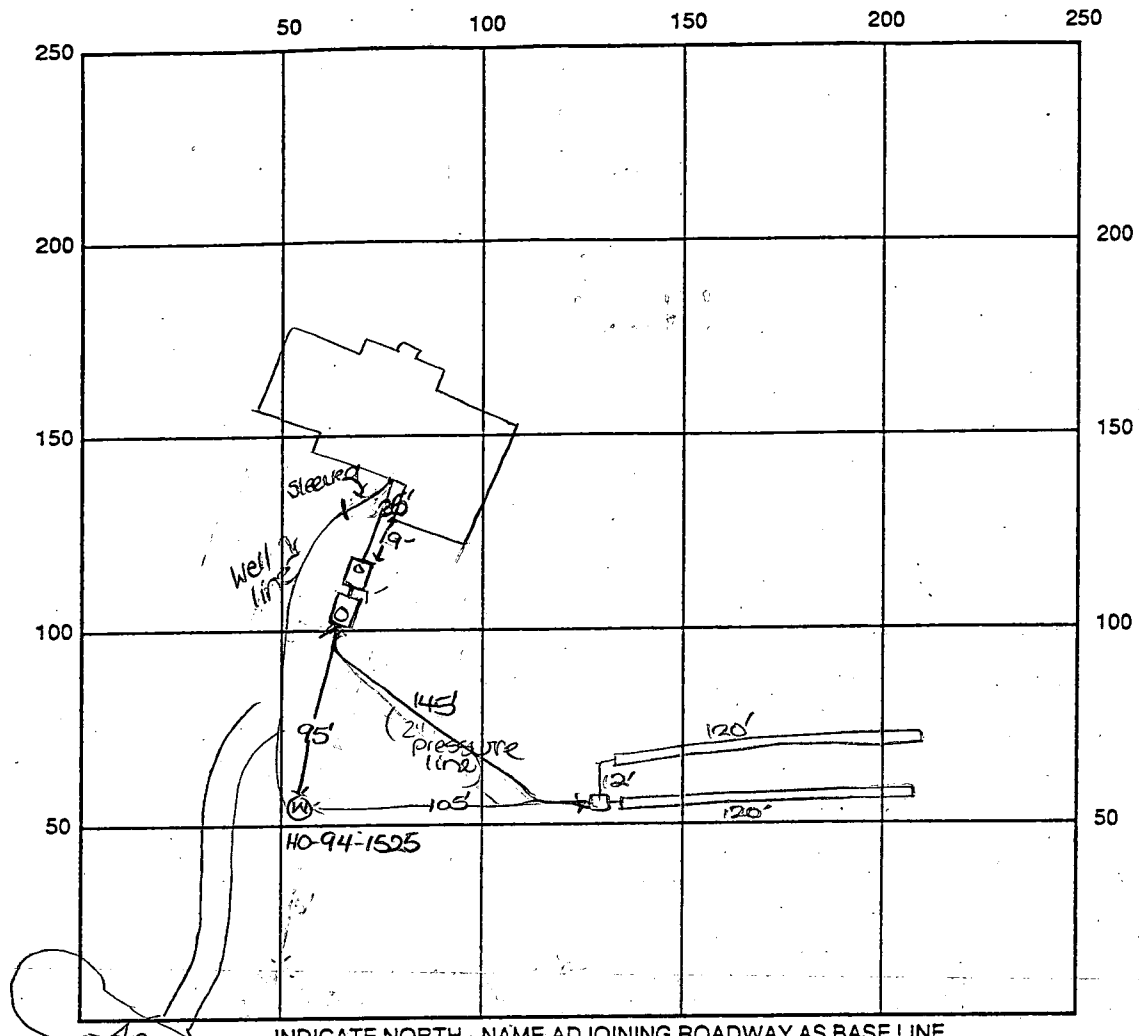 50 100 150 200 250
250
200 200
150 150
sleeved
20'
9-
Well
line
100 100
145'
95'
2"
pressure
line
120'
12'
W
105'
120'
50 50
HO-94-1525
INDICATE NORTH - NAME ADJOINING ROADWAY AS BASE LINE